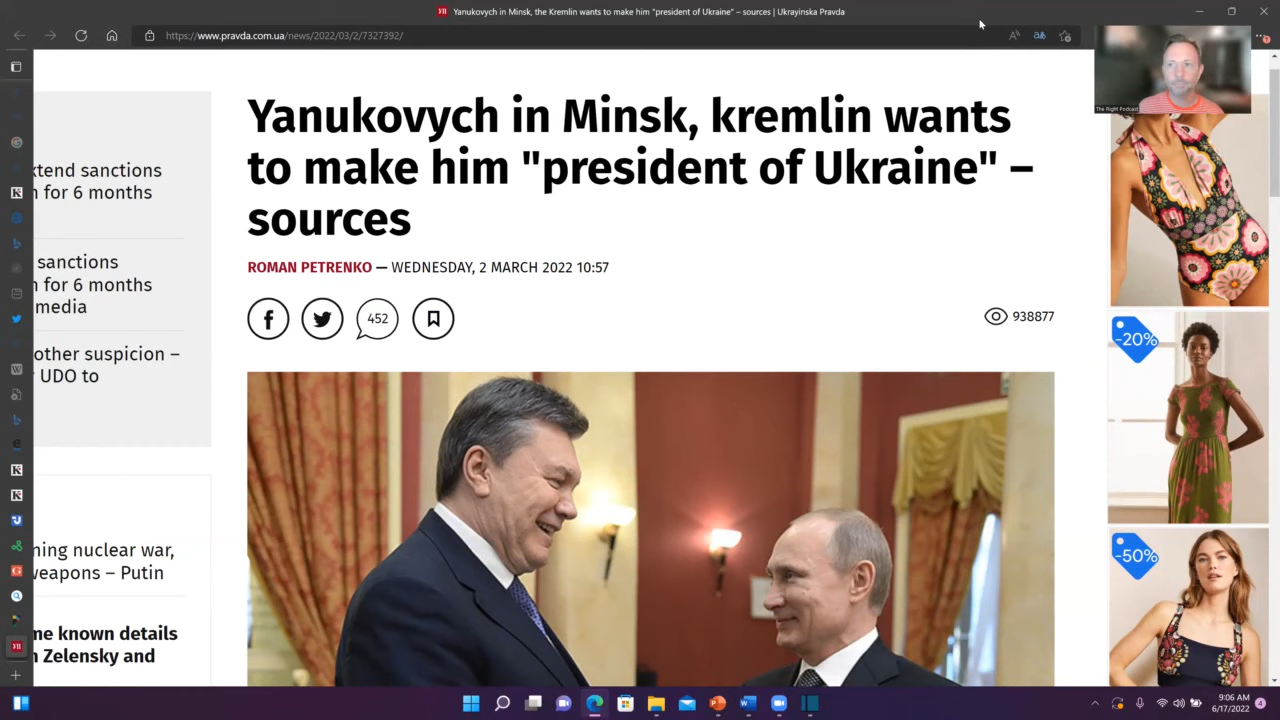 Yanukovych in Minsk, the Kremlin wants to make him "president of Ukraine" – sources | Ukrayinska Pravda
https://www.pravda.com.ua/news/2022/03/2/7327392/
The Right Podcast
xtend sanctions
n for 6 months
sanctions
n for 6 months
media
other suspicion –
UDO to
ning nuclear war,
weapons – Putin
me known details
n Zelensky and
Yanukovych in Minsk, kremlin wants
to make him "president of Ukraine" –
sources
ROMAN PETRENKO — WEDNESDAY, 2 MARCH 2022 10:57
452
938877
-20%
-50%
9:06 AM
6/17/2022
4